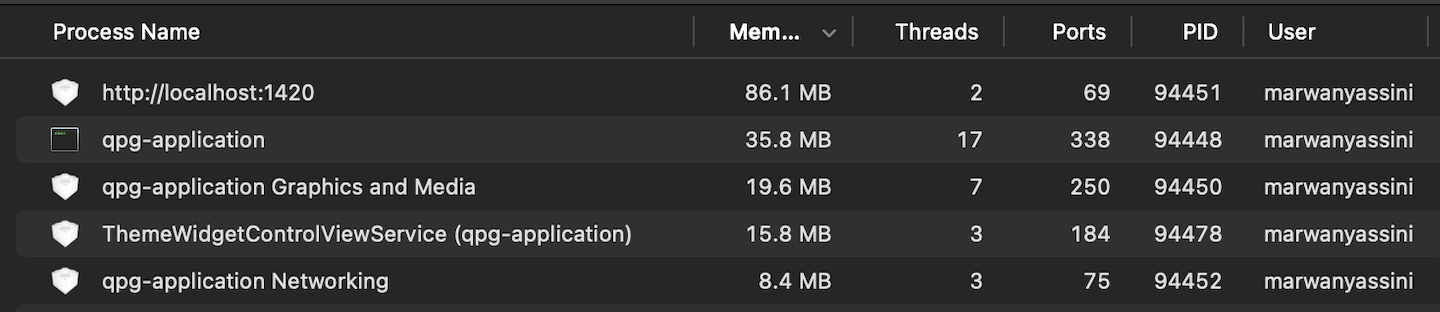 Process Name Mem... Threads Ports PID User
http://localhost:1420 86.1 MB 2 69 94451 marwanyassini
qpg-application 35.8 MB 17 338 94448 marwanyassini
qpg-application Graphics and Media 19.6 MB 7 250 94450 marwanyassini
ThemeWidgetControlViewService (qpg-application) 15.8 MB 3 184 94478 marwanyassini
qpg-application Networking 8.4 MB 3 75 94452 marwanyassini